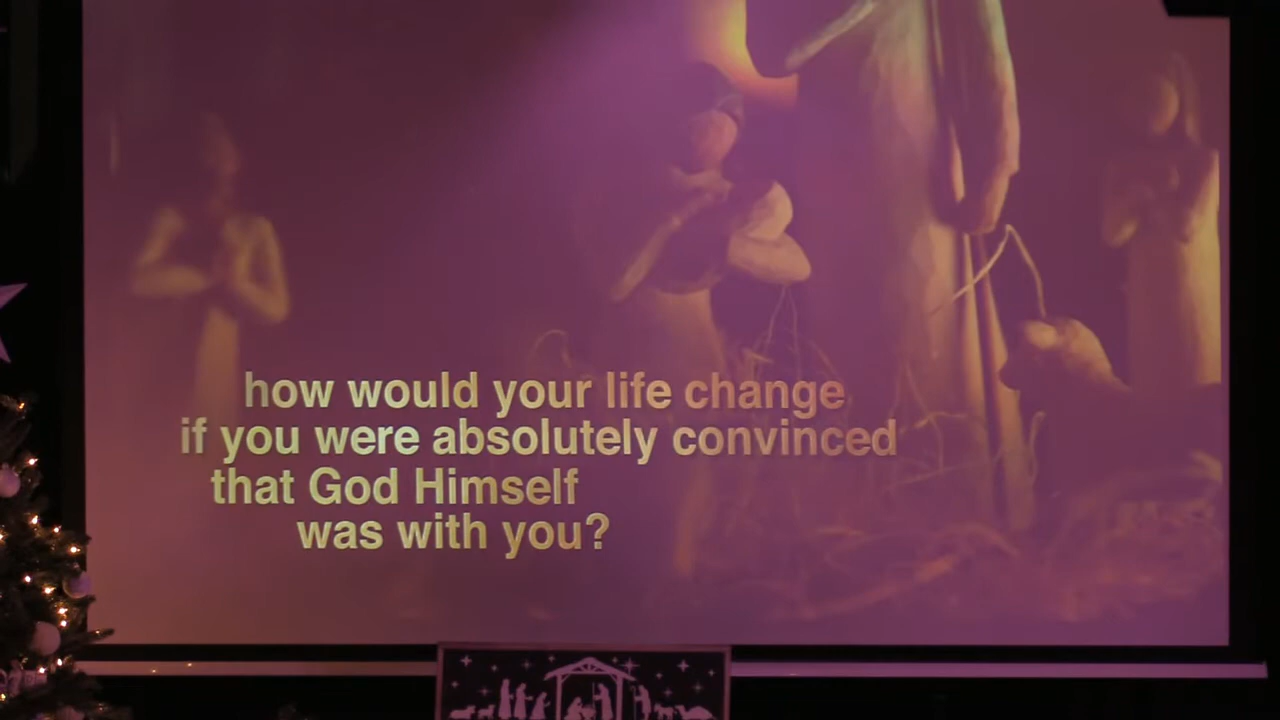 how would your life change
if you were absolutely convinced
that God Himself
was with you?